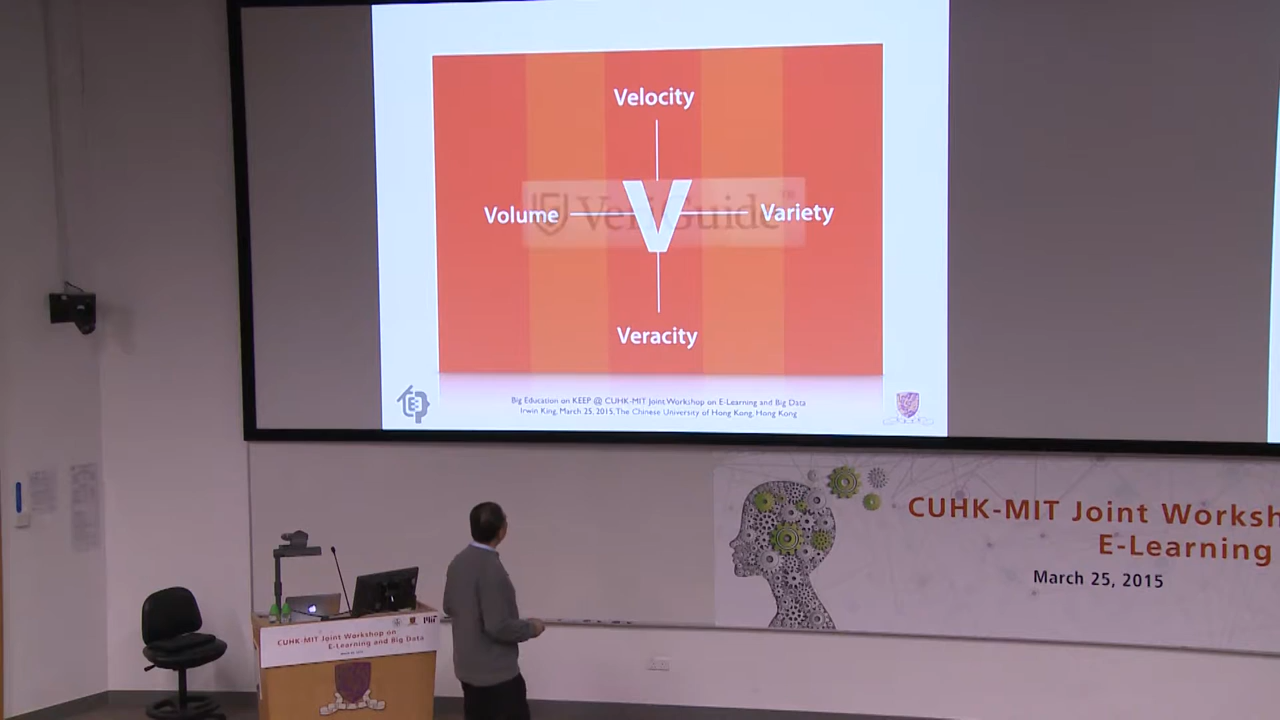 Velocity
VeriGuide™
V
Volume
Variety
Veracity
Big Education on KEEP @ CUHK-MIT Joint Workshop on E-Learning and Big Data
Irwin King, March 25, 2015, The Chinese University of Hong Kong, Hong Kong
CUHK-MIT Joint Worksh
E-Learning
March 25, 2015
MIT
CUHK-MIT Joint Workshop on
E-Learning and Big Data